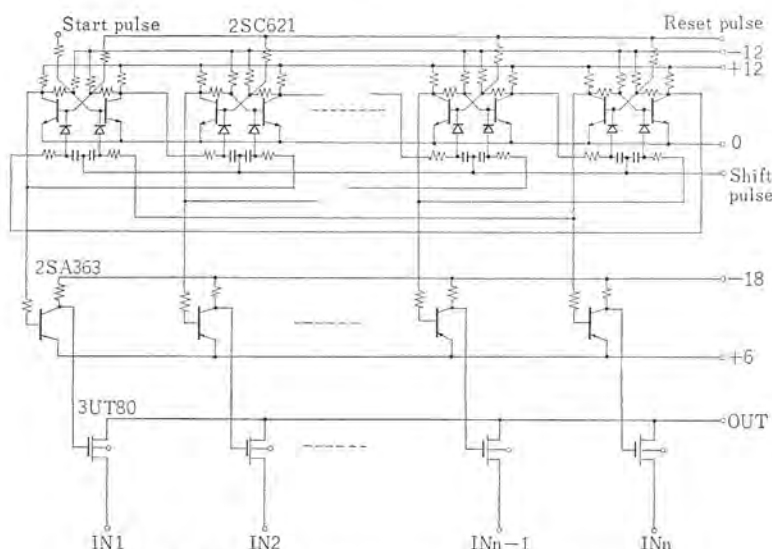 Start pulse
2SC621
Reset pulse
-12
+12
0
Shift
pulse
2SA363
-18
+6
3UT80
OUT
IN1
IN2
INn-1
INn